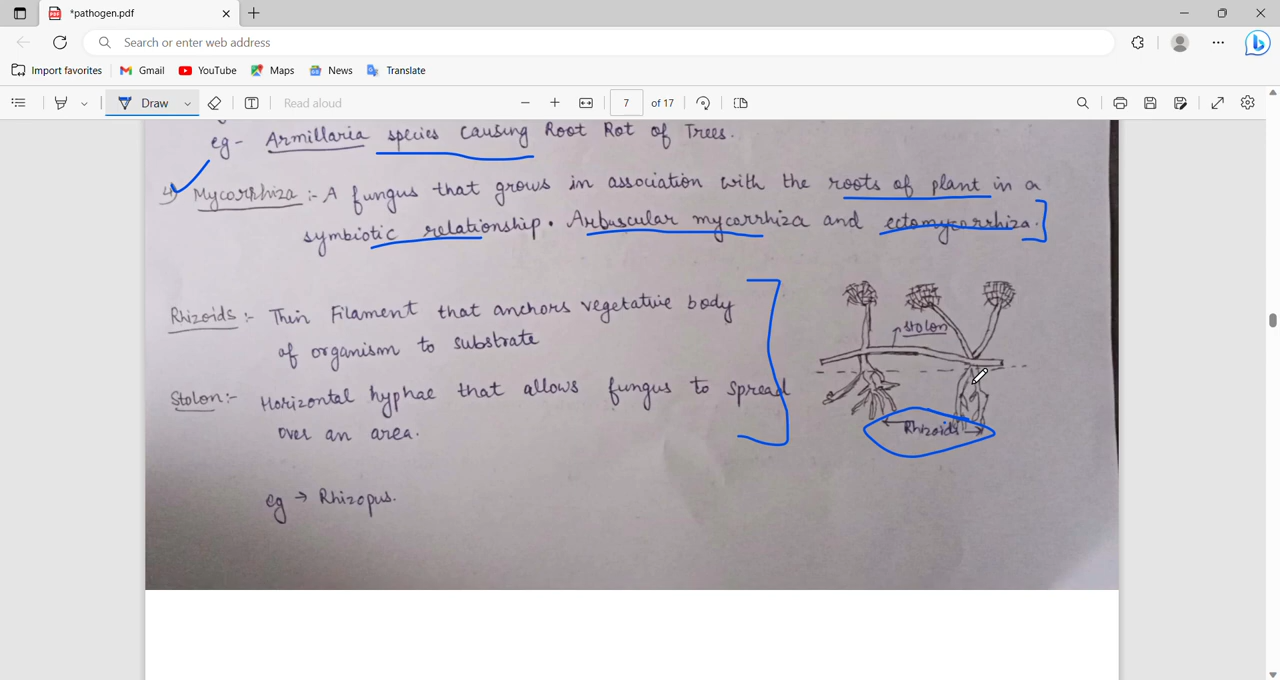 *pathogen.pdf
Search or enter web address
Import favorites Gmail YouTube Maps News Translate
Draw Read aloud 7 of 17
eg- Armillaria species causing Root Rot of Trees.
4) Mycorrhiza :- A fungus that grows in association with the roots of plant in a
symbiotic relationship. Arbuscular mycorrhiza and ectomycorrhiza.
Rhizoids :- Thin Filament that anchors vegetative body
of organism to substrate
Stolon :- Horizontal hyphae that allows fungus to spread
over an area.
eg → Rhizopus.
stolon
Rhizoids